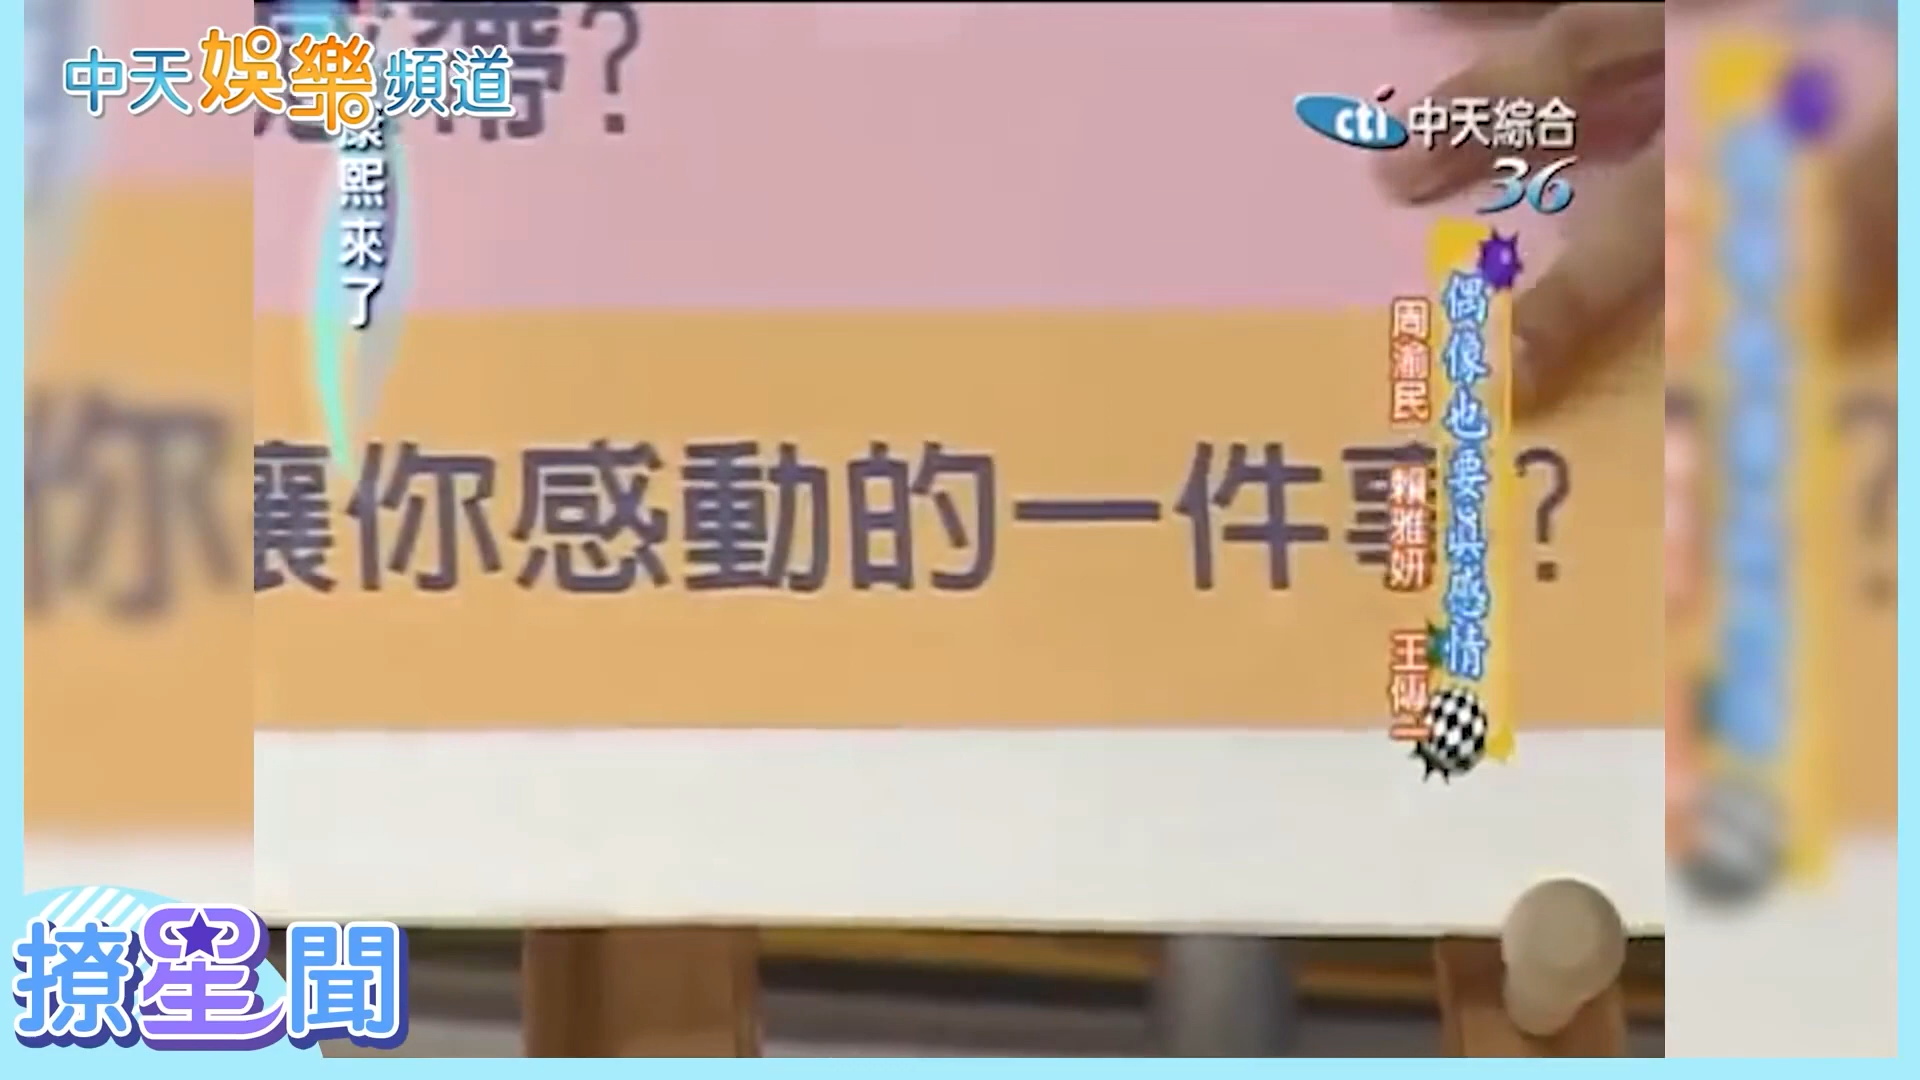 中天娛樂頻道
帶?
cti 中天綜合
36
康熙來了
讓你感動的一件事?
偶像也要真感情
周渝民 賴雅妍 王傳一
撩星聞